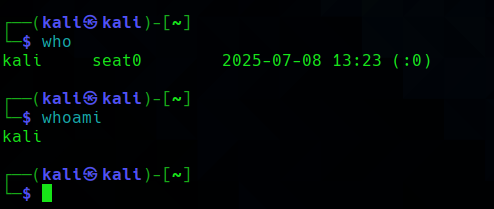 ┌──(kali㉿kali)-[~]
└─$ who
kali     seat0        2025-07-08 13:23 (:0)
┌──(kali㉿kali)-[~]
└─$ whoami
kali
┌──(kali㉿kali)-[~]
└─$